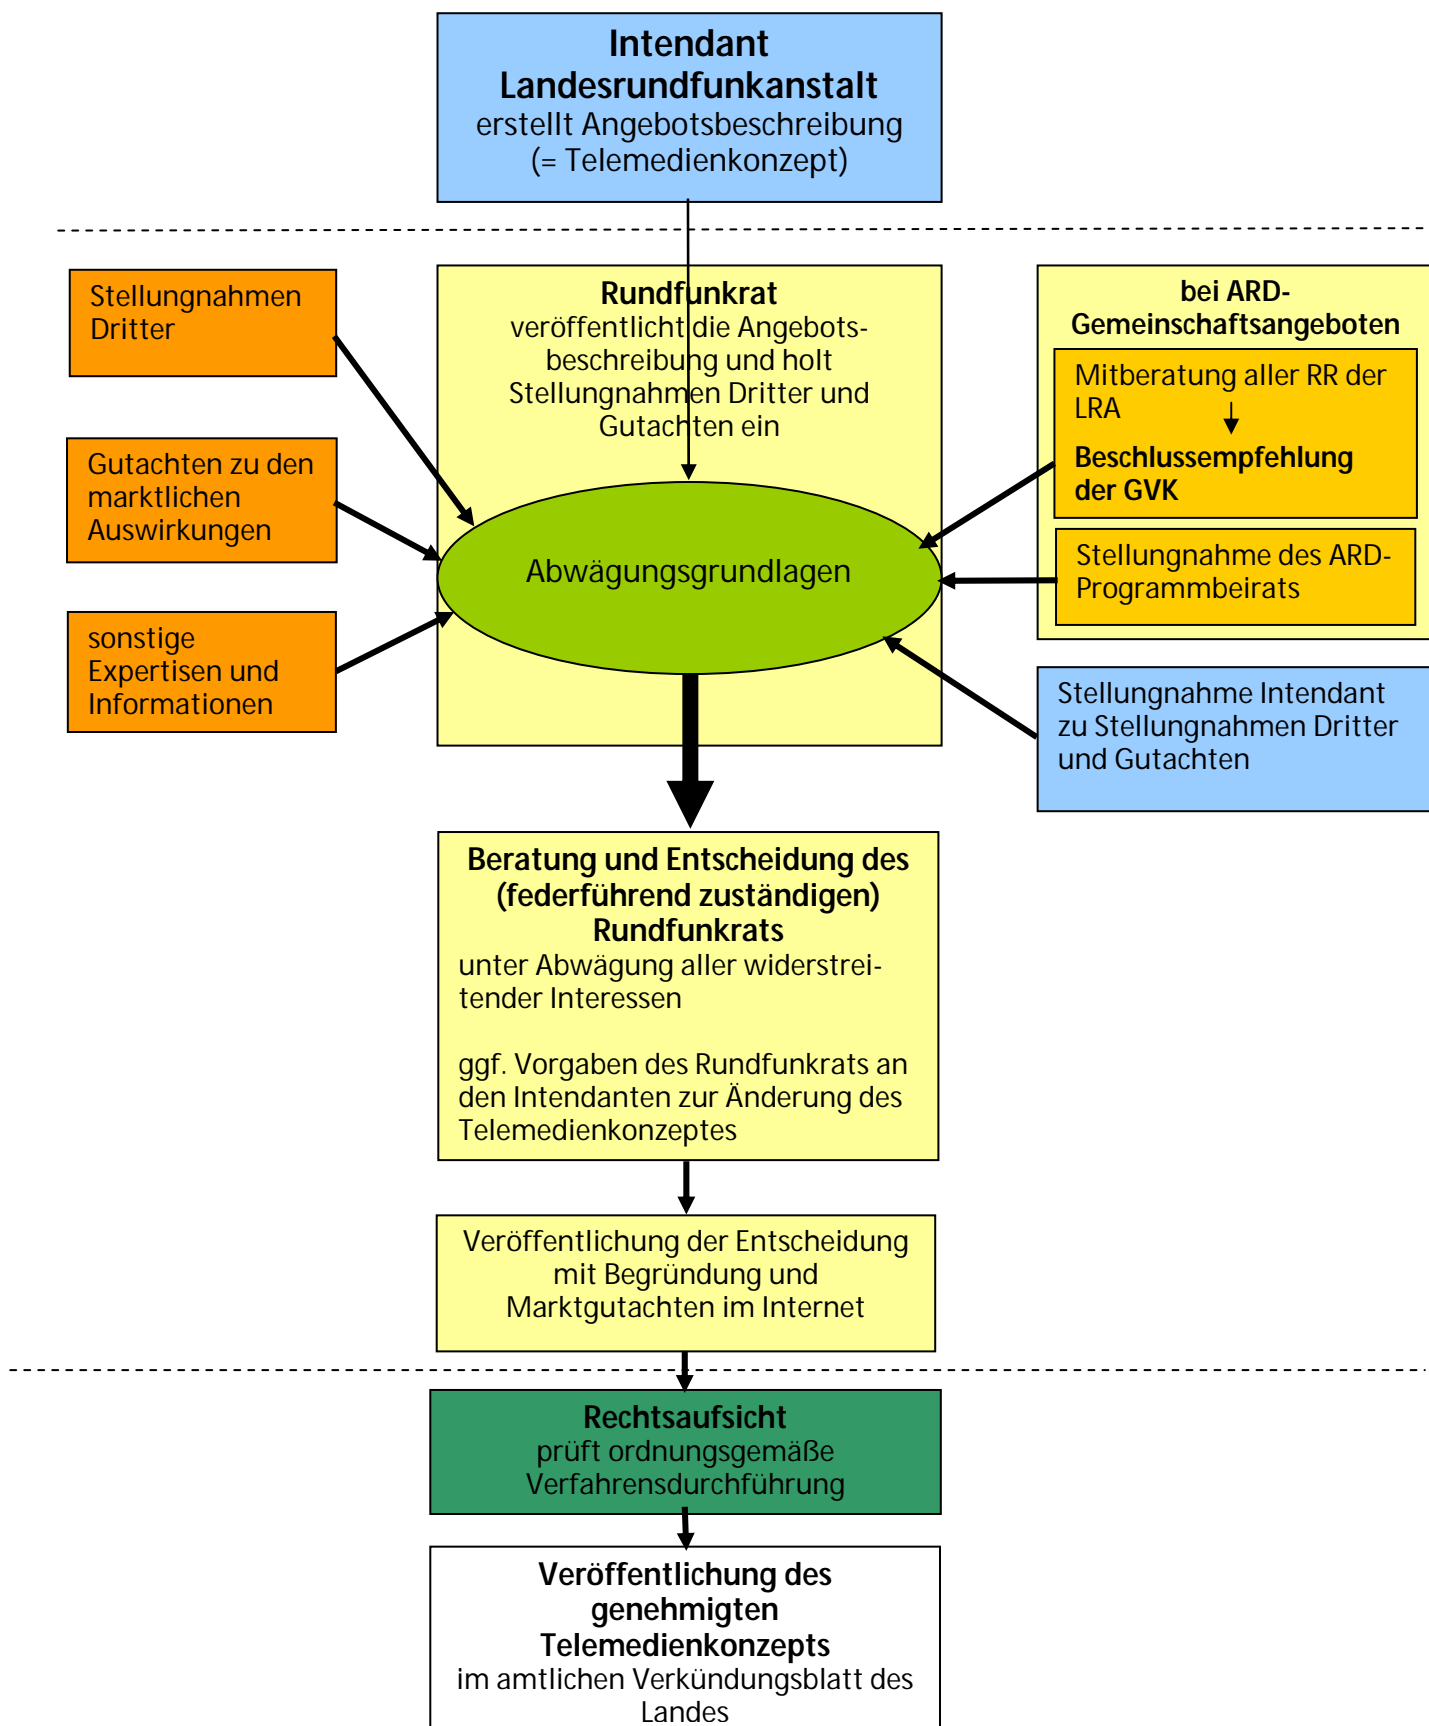 Intendant
Landesrundfunkanstalt
erstellt Angebotsbeschreibung
(= Telemedienkonzept)
Stellungnahmen
Dritter
Gutachten zu den
marktlichen
Auswirkungen
sonstige
Expertisen und
Informationen
Rundfunkrat
veröffentlicht die Angebots-
beschreibung und holt
Stellungnahmen Dritter und
Gutachten ein
Abwägungsgrundlagen
bei ARD-
Gemeinschaftsangeboten
Mitberatung aller RR der
LRA
Beschlussempfehlung
der GVK
Stellungnahme des ARD-
Programmbeirats
Stellungnahme Intendant
zu Stellungnahmen Dritter
und Gutachten
Beratung und Entscheidung des
(federführend zuständigen)
Rundfunkrats
unter Abwägung aller widerstrei-
tender Interessen
ggf. Vorgaben des Rundfunkrats an
den Intendanten zur Änderung des
Telemedienkonzeptes
Veröffentlichung der Entscheidung
mit Begründung und
Marktgutachten im Internet
Rechtsaufsicht
prüft ordnungsgemäße
Verfahrensdurchführung
Veröffentlichung des
genehmigten
Telemedienkonzepts
im amtlichen Verkündungsblatt des
Landes